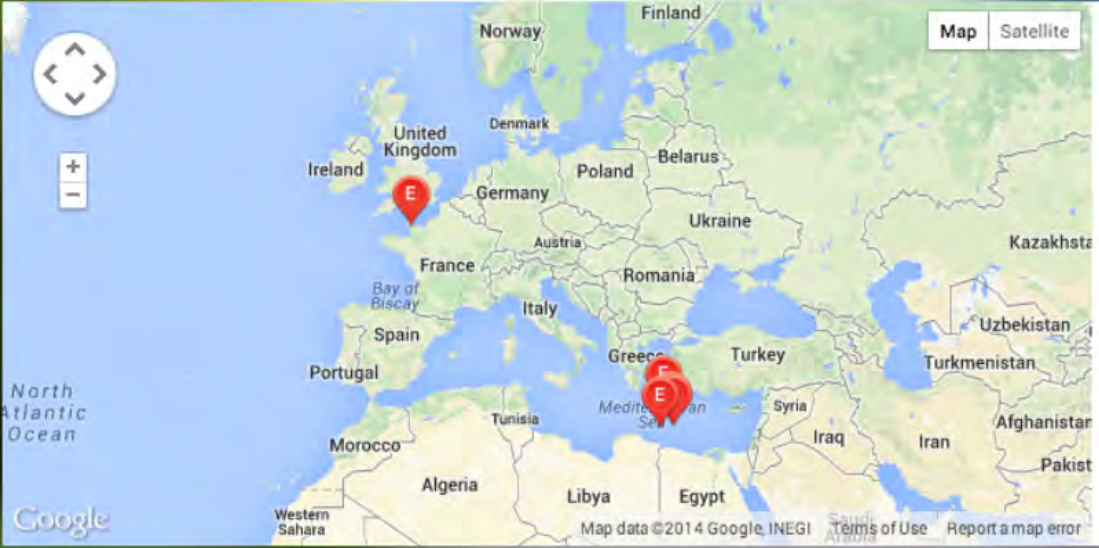 Finland
Norway
Map Satellite
Denmark
United
Kingdom
Ireland
Belarus
Poland
Germany
E
Ukraine
Austria
Kazakhsta
France
Romania
Bay of
Biscay
Italy
Uzbekistan
Spain
Greece
Turkey
Turkmenistan
Portugal
North
Atlantic
Ocean
E
E
Syria
Tunisia
Afghanistan
Morocco
Iraq
Iran
Pakist
Algeria
Libya
Egypt
Western
Sahara
Google
Map data ©2014 Google, INEGI Terms of Use Report a map error
Saudi
Arabia